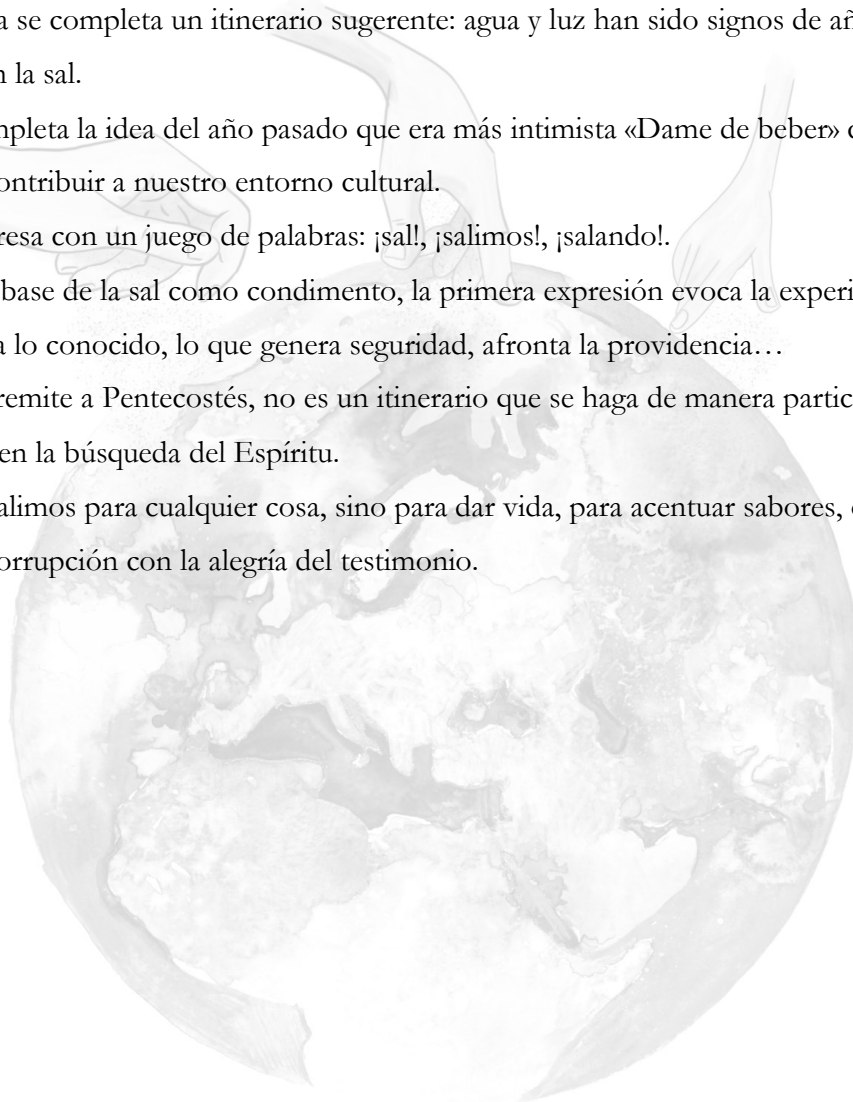 a se completa un itinerario sugerente: agua y luz han sido signos de añ
n la sal.
mpleta la idea del año pasado que era más intimista «Dame de beber»
ontribuir a nuestro entorno cultural.
resa con un juego de palabras: ¡sal!, ¡salimos!, ¡salando!.
base de la sal como condimento, la primera expresión evoca la experi
a lo conocido, lo que genera seguridad, afronta la providencia…
remite a Pentecostés, no es un itinerario que se haga de manera partic
en la búsqueda del Espíritu.
alimos para cualquier cosa, sino para dar vida, para acentuar sabores,
orrupción con la alegría del testimonio.